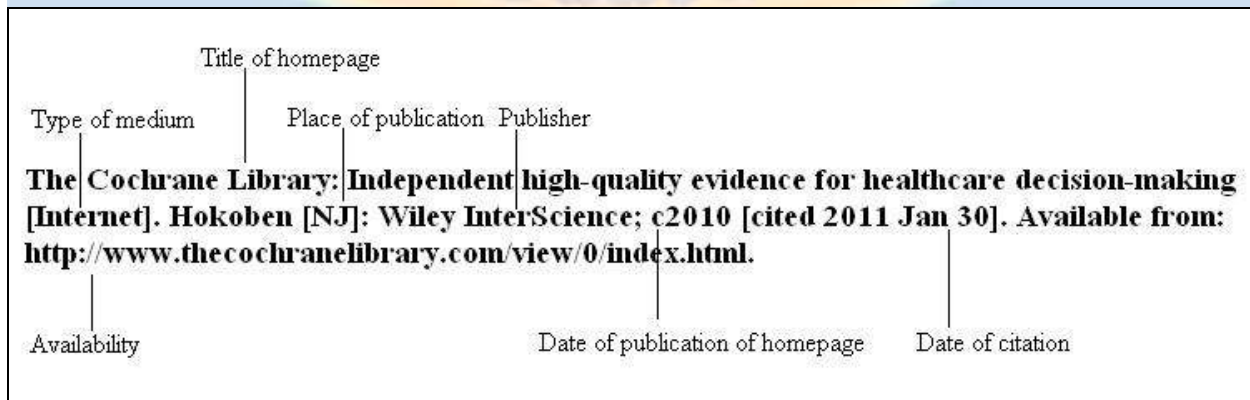 Title of homepage
Type of medium Place of publication Publisher
The Cochrane Library: Independent high-quality evidence for healthcare decision-making
[Internet]. Hokoben [NJ]: Wiley InterScience; c2010 [cited 2011 Jan 30]. Available from:
http://www.thecochranelibrary.com/view/0/index.html.
Availability Date of publication of homepage Date of citation